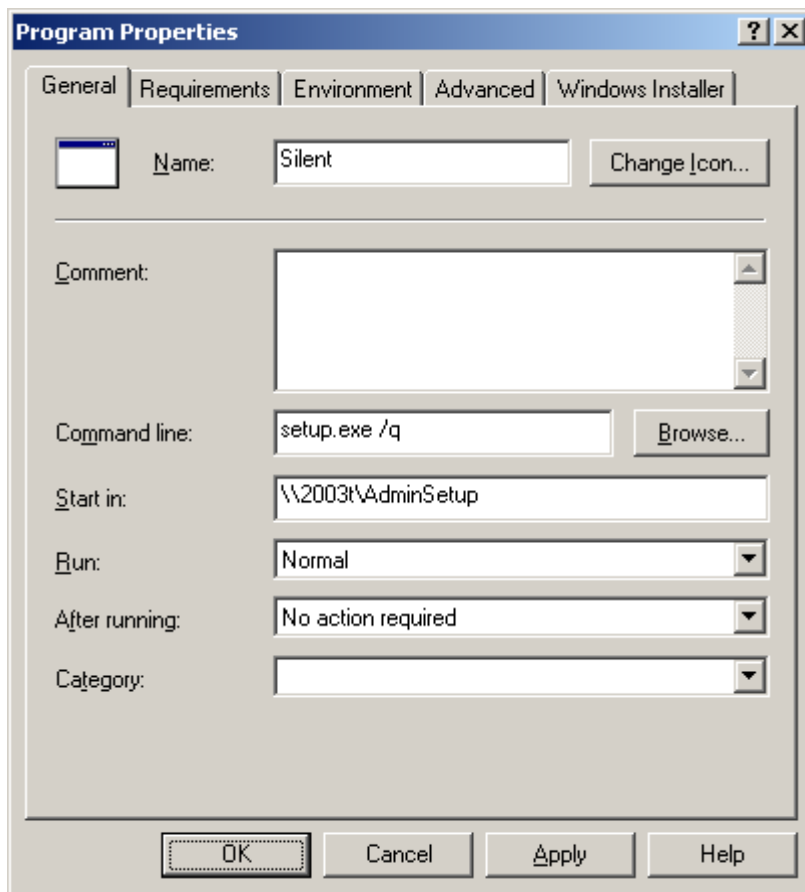 Program Properties
General Requirements Environment Advanced Windows Installer
Name: Silent Change Icon...
Comment:
Command line: setup.exe /q Browse...
Start in: \\2003t\AdminSetup
Run: Normal
After running: No action required
Category:
OK Cancel Apply Help